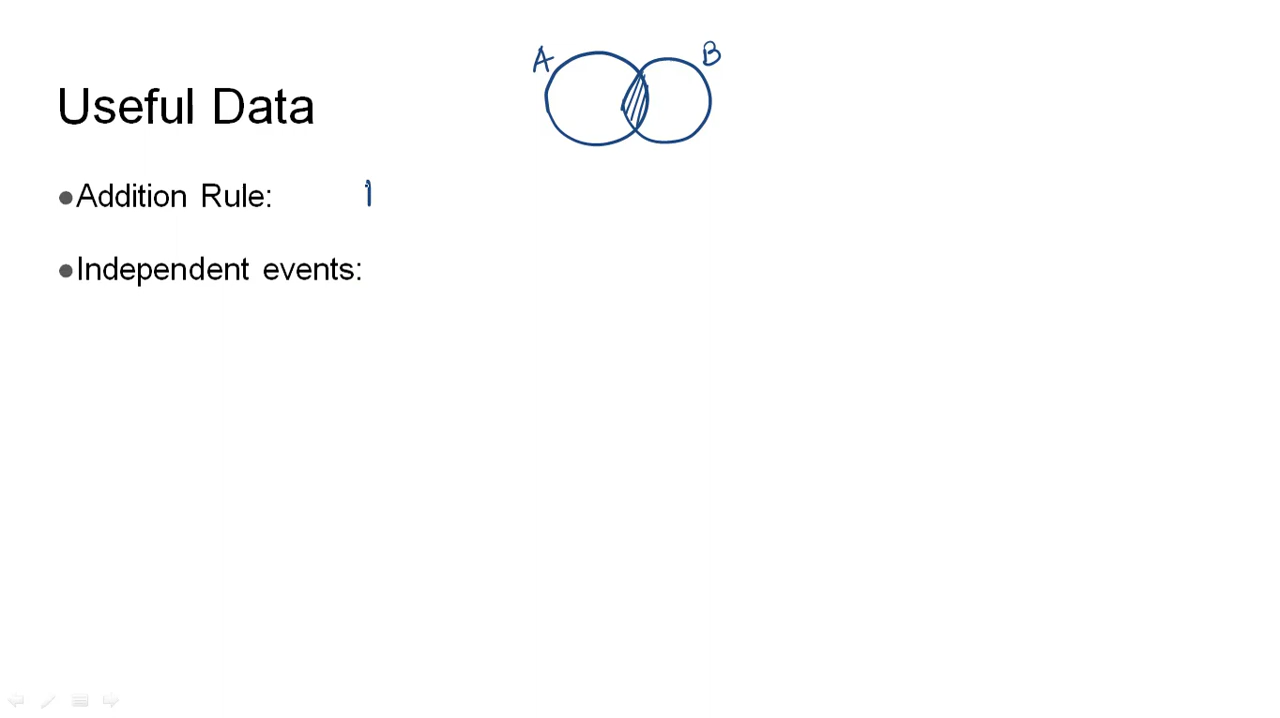 A B
Useful Data
●Addition Rule:
●Independent events: